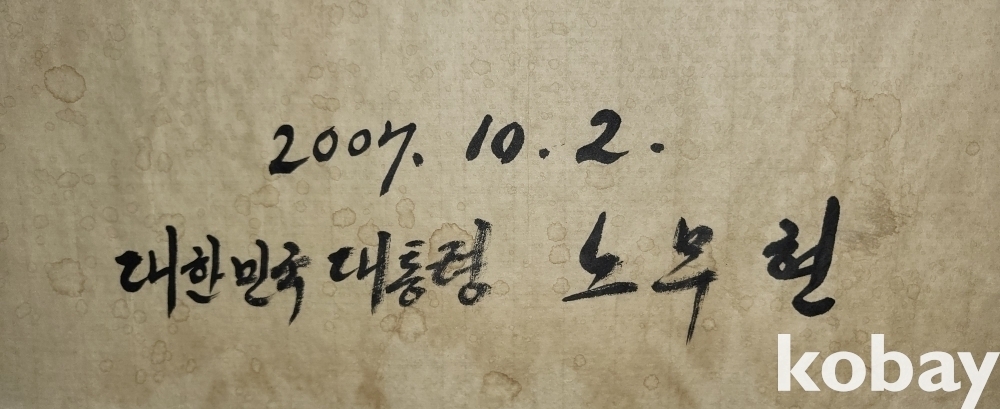 2007. 10. 2.
대한민국 대통령 노무현
kobay